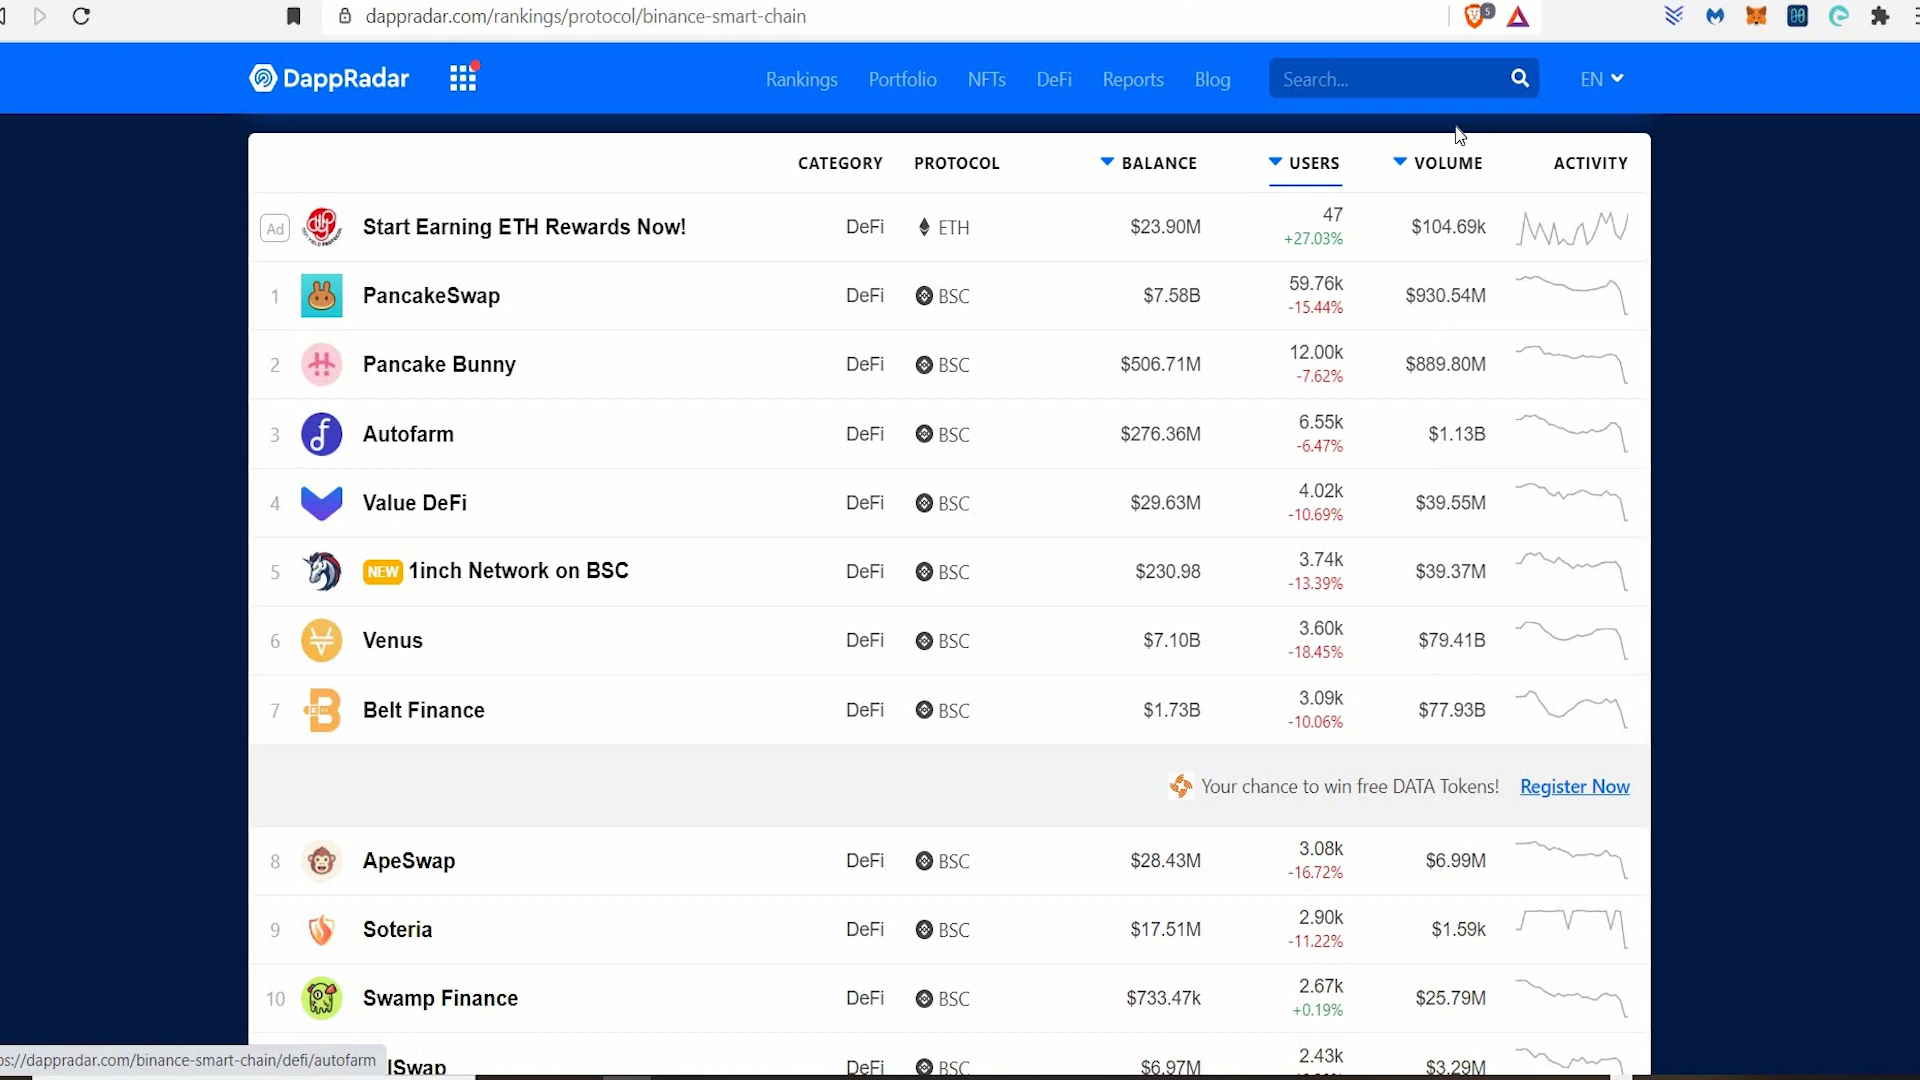 dappradar.com/rankings/protocol/binance-smart-chain
5
DappRadar Rankings Portfolio NFTs DeFi Reports Blog Search... EN
CATEGORY PROTOCOL BALANCE USERS VOLUME ACTIVITY
Ad Start Earning ETH Rewards Now! DeFi ETH $23.90M 47 $104.69k
+27.03%
1 PancakeSwap DeFi BSC $7.58B 59.76k $930.54M
-15.44%
2 Pancake Bunny DeFi BSC $506.71M 12.00k $889.80M
-7.62%
3 Autofarm DeFi BSC $276.36M 6.55k $1.13B
-6.47%
4 Value DeFi DeFi BSC $29.63M 4.02k $39.55M
-10.69%
5 NEW 1inch Network on BSC DeFi BSC $230.98 3.74k $39.37M
-13.39%
6 Venus DeFi BSC $7.10B 3.60k $79.41B
-18.45%
7 Belt Finance DeFi BSC $1.73B 3.09k $77.93B
-10.06%
Your chance to win free DATA Tokens! Register Now
8 ApeSwap DeFi BSC $28.43M 3.08k $6.99M
-16.72%
9 Soteria DeFi BSC $17.51M 2.90k $1.59k
-11.22%
10 Swamp Finance DeFi BSC $733.47k 2.67k $25.79M
+0.19%
lSwap DeFi BSC $6.97M 2.43k $3.29M
ps://dappradar.com/binance-smart-chain/defi/autofarm